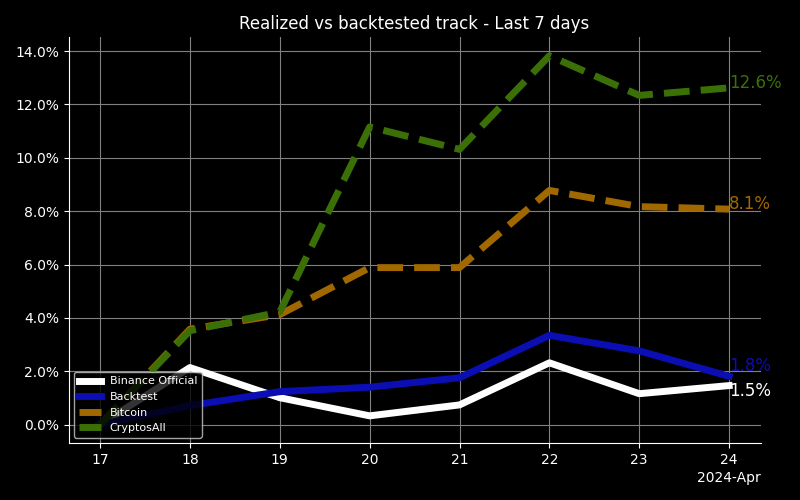 Realized vs backtested track - Last 7 days
14.0%
12.0%
10.0%
8.0%
6.0%
4.0%
2.0%
0.0%
12.6%
8.1%
1.8%
1.5%
Binance Official
Backtest
Bitcoin
CryptosAll
17 18 19 20 21 22 23 24
2024-Apr